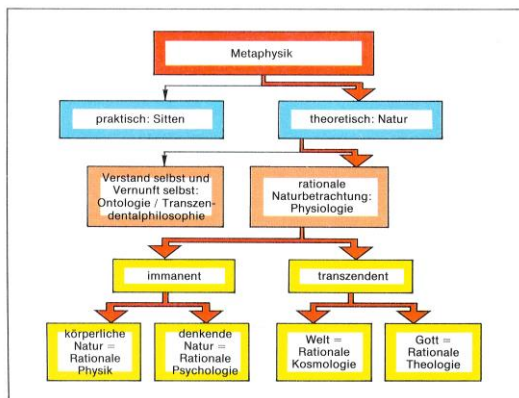 Metaphysik
praktisch: Sitten
theoretisch: Natur
Verstand selbst und
Vernunft selbst:
Ontologie / Transzen-
dentalphilosophie
rationale
Naturbetrachtung:
Physiologie
immanent
transzendent
körperliche
Natur =
Rationale
Physik
denkende
Natur =
Rationale
Psychologie
Welt =
Rationale
Kosmologie
Gott =
Rationale
Theologie